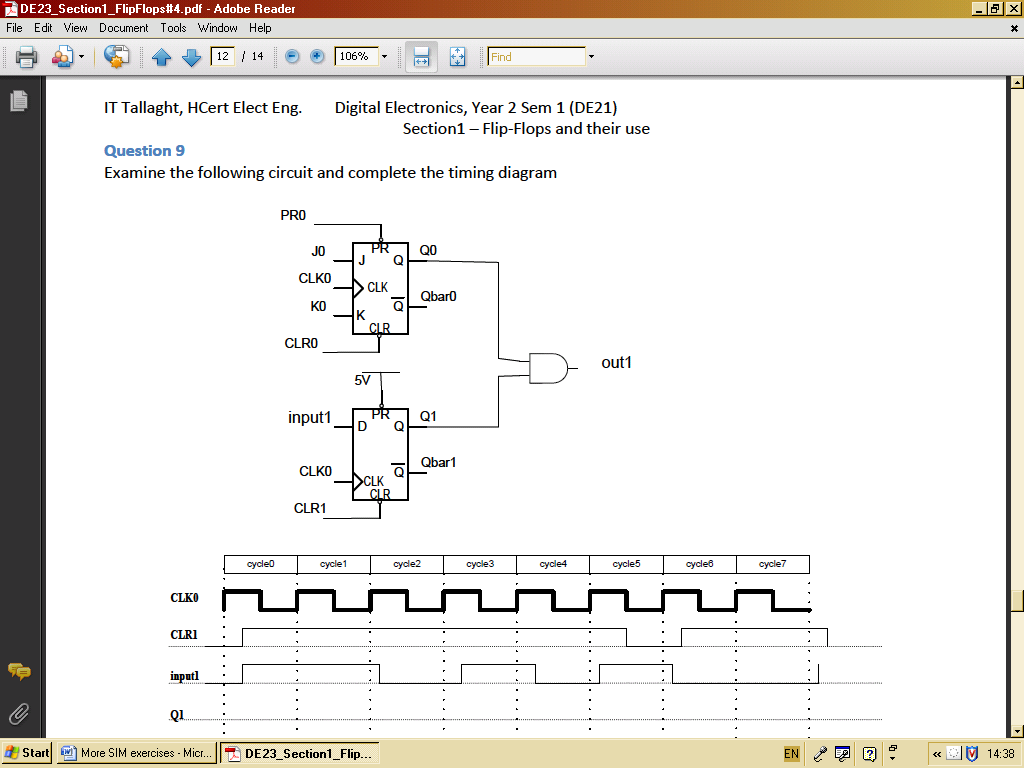 DE23_Section1_FlipFlops#4.pdf - Adobe Reader
File Edit View Document Tools Window Help
12 / 14 106% Find
IT Tallaght, HCert Elect Eng. Digital Electronics, Year 2 Sem 1 (DE21)
Section1 – Flip-Flops and their use
Question 9
Examine the following circuit and complete the timing diagram
PR0
PR
J0 J Q Q0
CLK0 CLK
K0 K Q Qbar0
CLR
CLR0
out1
5V
PR
input1 D Q Q1
CLK0 CLK Q Qbar1
CLR
CLR1
cycle0 cycle1 cycle2 cycle3 cycle4 cycle5 cycle6 cycle7
CLK0
CLR1
input1
Q1
Start More SIM exercises - Micr... DE23_Section1_Flip... EN ? « 14:38